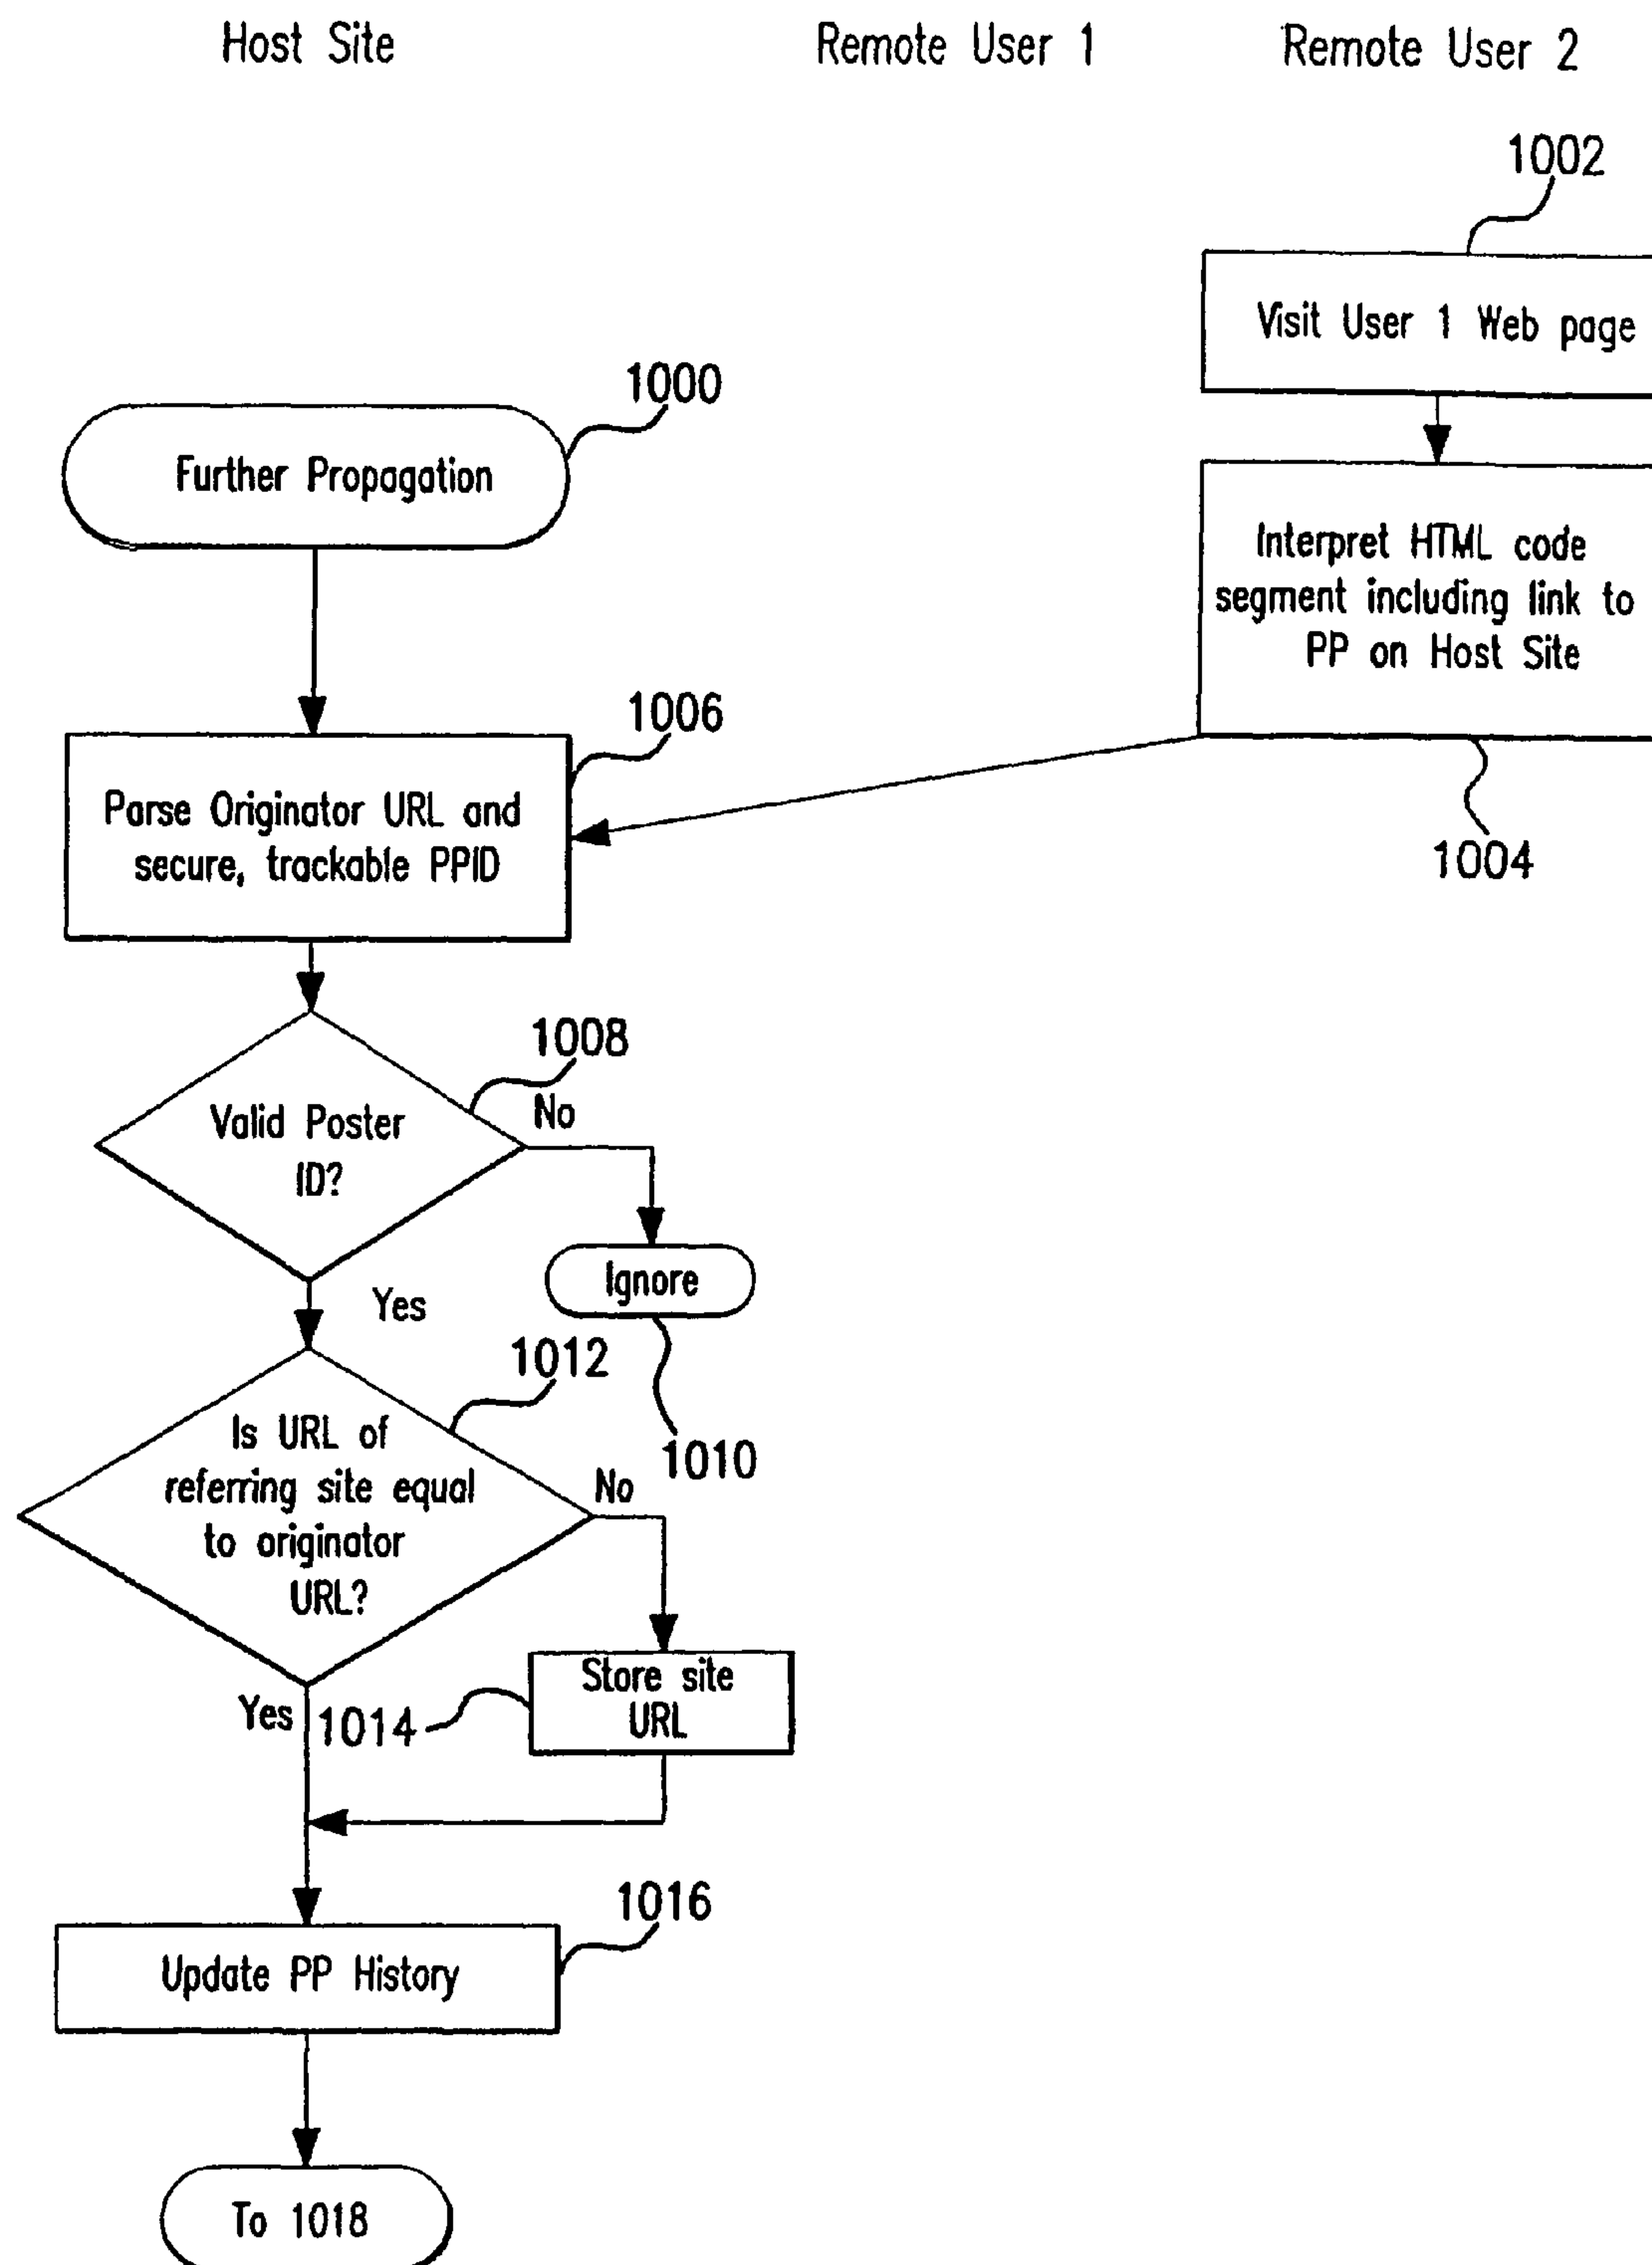 Host Site
Remote User 1
Remote User 2
1002
Visit User 1 Web page
1000
Further Propagation
Interpret HTML code
segment including link to
PP on Host Site
1004
1006
Parse Originator URL and
secure, trackable PPID
1008
Valid Poster
ID?
No
Ignore
1010
Yes
1012
Is URL of
referring site equal
to originator
URL?
No
Store site
URL
1014
Yes
1016
Update PP History
To 1018